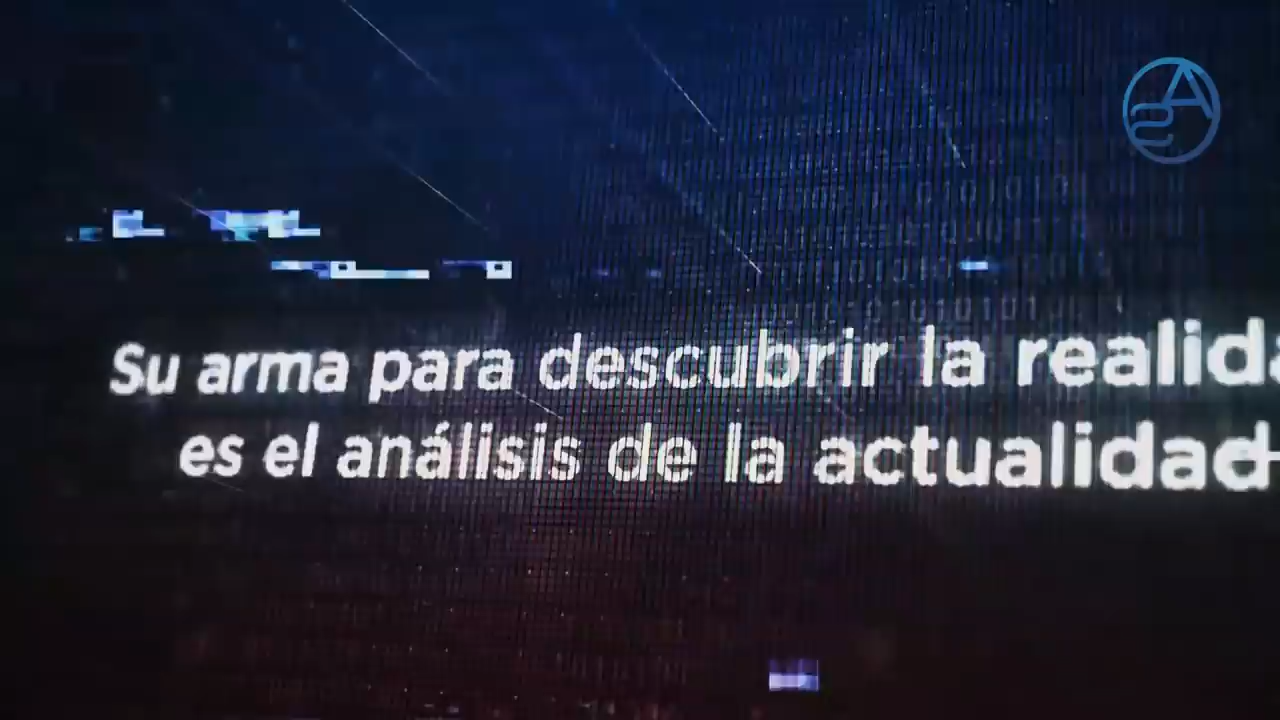 Su arma para descubrir la realida
es el análisis de la actualidad